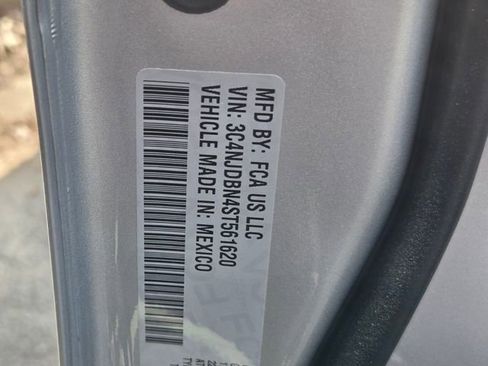 MFD BY: FCA US LLC
VIN: 3C4NJDBN4ST561620
VEHICLE MADE IN: MEXICO